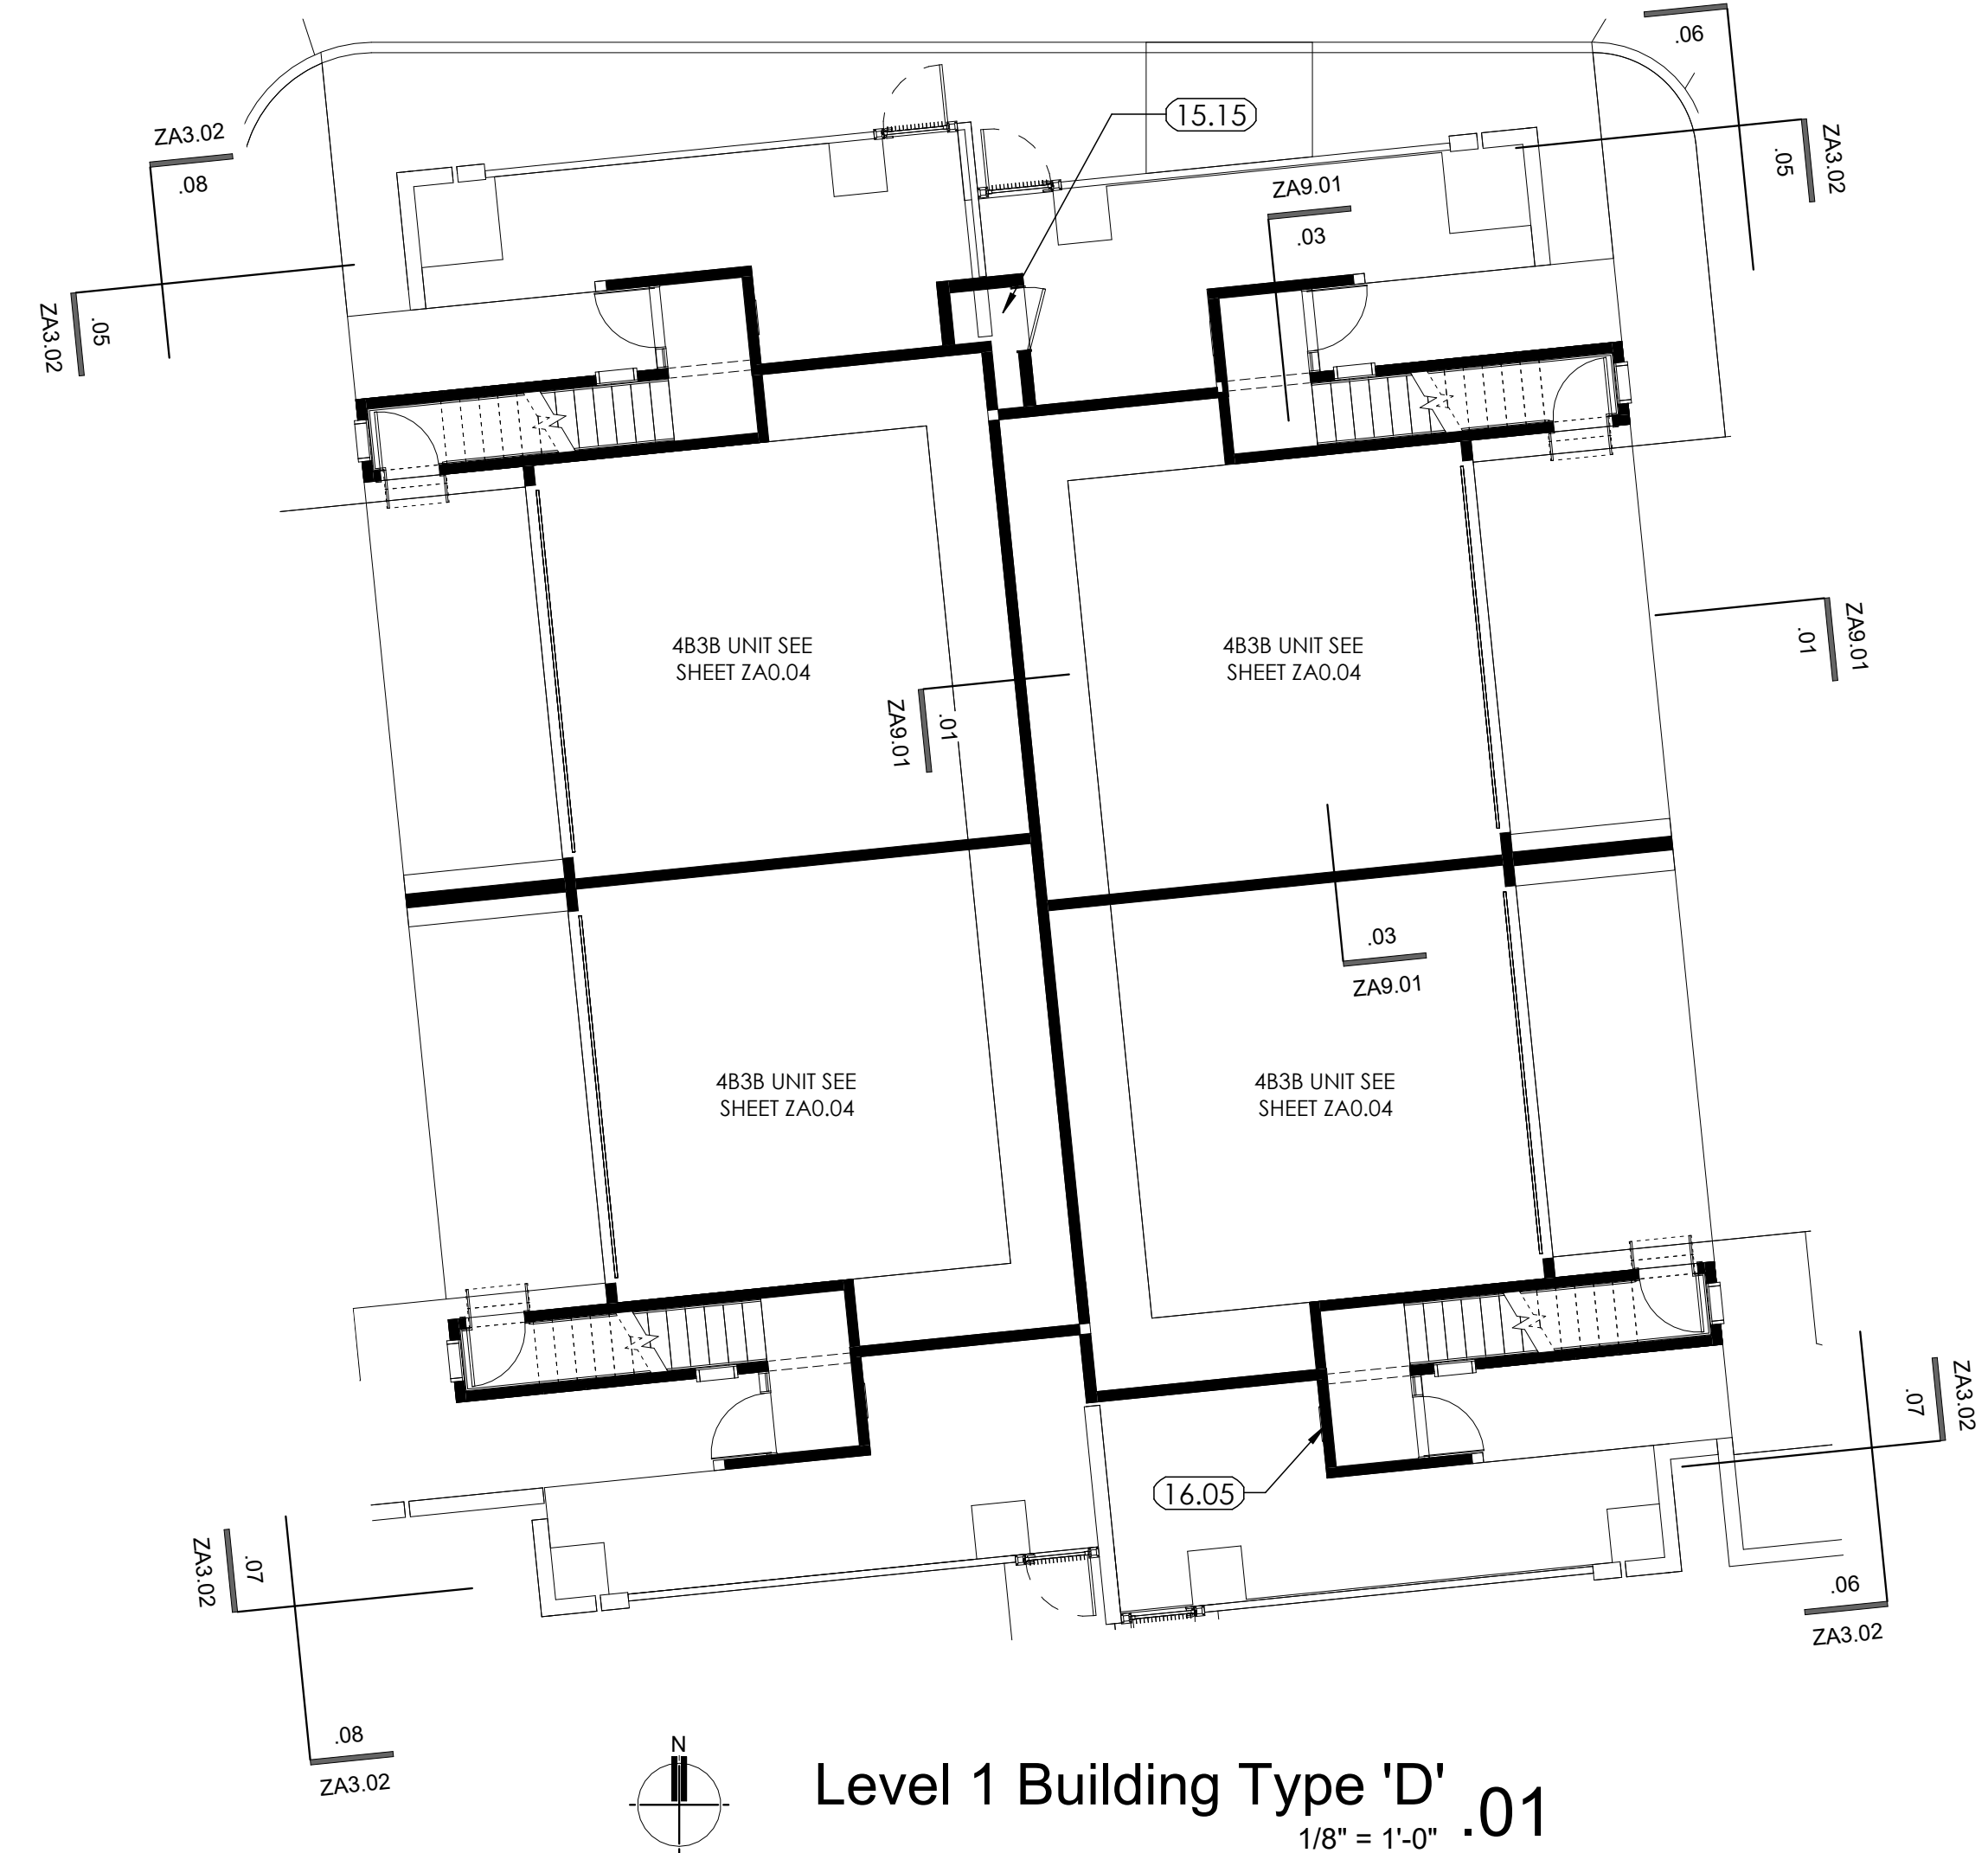 .06
15.15
ZA3.02
.08
ZA3.02
.05
ZA9.01
.03
ZA3.02
.05
ZA9.01
.01
4B3B UNIT SEE
SHEET ZA0.04
4B3B UNIT SEE
SHEET ZA0.04
ZA9.01
.01
.03
ZA9.01
4B3B UNIT SEE
SHEET ZA0.04
4B3B UNIT SEE
SHEET ZA0.04
ZA3.02
.07
16.05
ZA3.02
.07
.06
ZA3.02
.08
ZA3.02
N
Level 1 Building Type 'D'
.01
1/8" = 1'-0"